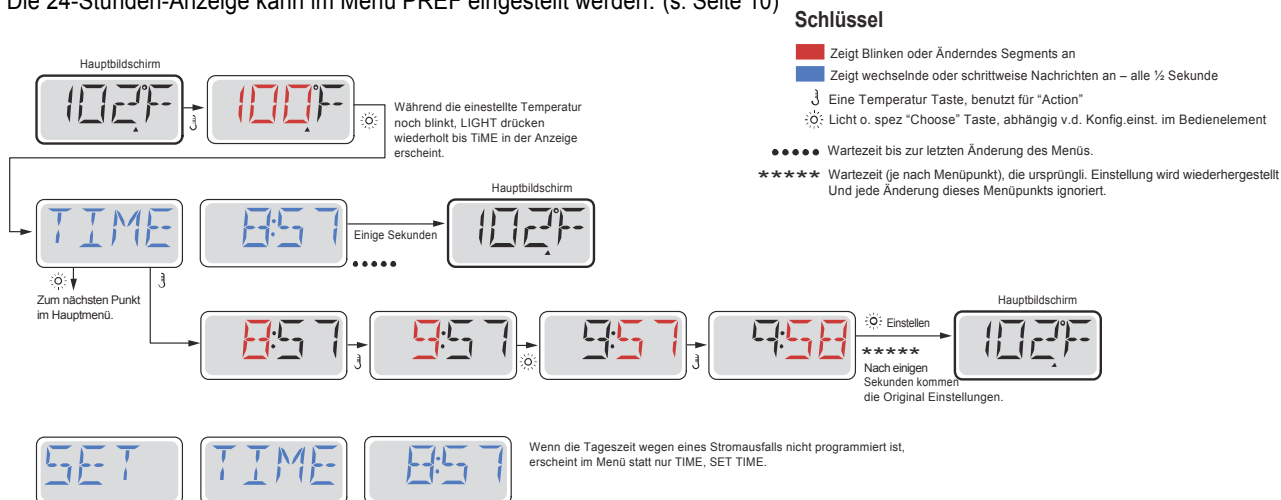 Die 24-Stunden-Anzeige kann im Menü PREF eingestellt werden. (s. Seite 10)
Schlüssel
Zeigt Blinken oder Änderndes Segments an
Zeigt wechselnde oder schrittweise Nachrichten an – alle ½ Sekunde
Eine Temperatur Taste, benutzt für “Action”
Licht o. spez “Choose” Taste, abhängig v.d. Konfig.einst. im Bedienelement
Wartezeit bis zur letzten Änderung des Menüs.
***** Wartezeit (je nach Menüpunkt), die ursprüngli. Einstellung wird wiederhergestellt
Und jede Änderung dieses Menüpunkts ignoriert.
Hauptbildschirm
102°F
100°F
Während die einestellte Temperatur
noch blinkt, LIGHT drücken
wiederholt bis TiME in der Anzeige
erscheint.
TIME
8:57
Einige Sekunden
Hauptbildschirm
102°F
Zum nächsten Punkt
im Hauptmenü.
8:57
9:57
9:57
9:58
Einstellen
*****
Nach einigen
Sekunden kommen
die Original Einstellungen.
Hauptbildschirm
102°F
SET
TIME
8:57
Wenn die Tageszeit wegen eines Stromausfalls nicht programmiert ist,
erscheint im Menü statt nur TIME, SET TIME.